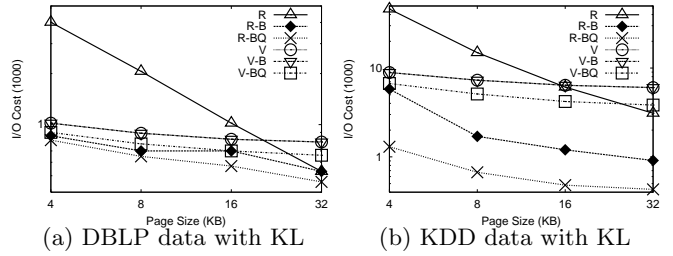 I/O Cost (1000)
1
4
8
16
32
Page Size (KB)
R
R-B
R-BQ
V
V-B
V-BQ
(a) DBLP data with KL
I/O Cost (1000)
10
1
4
8
16
32
Page Size (KB)
R
R-B
R-BQ
V
V-B
V-BQ
(b) KDD data with KL